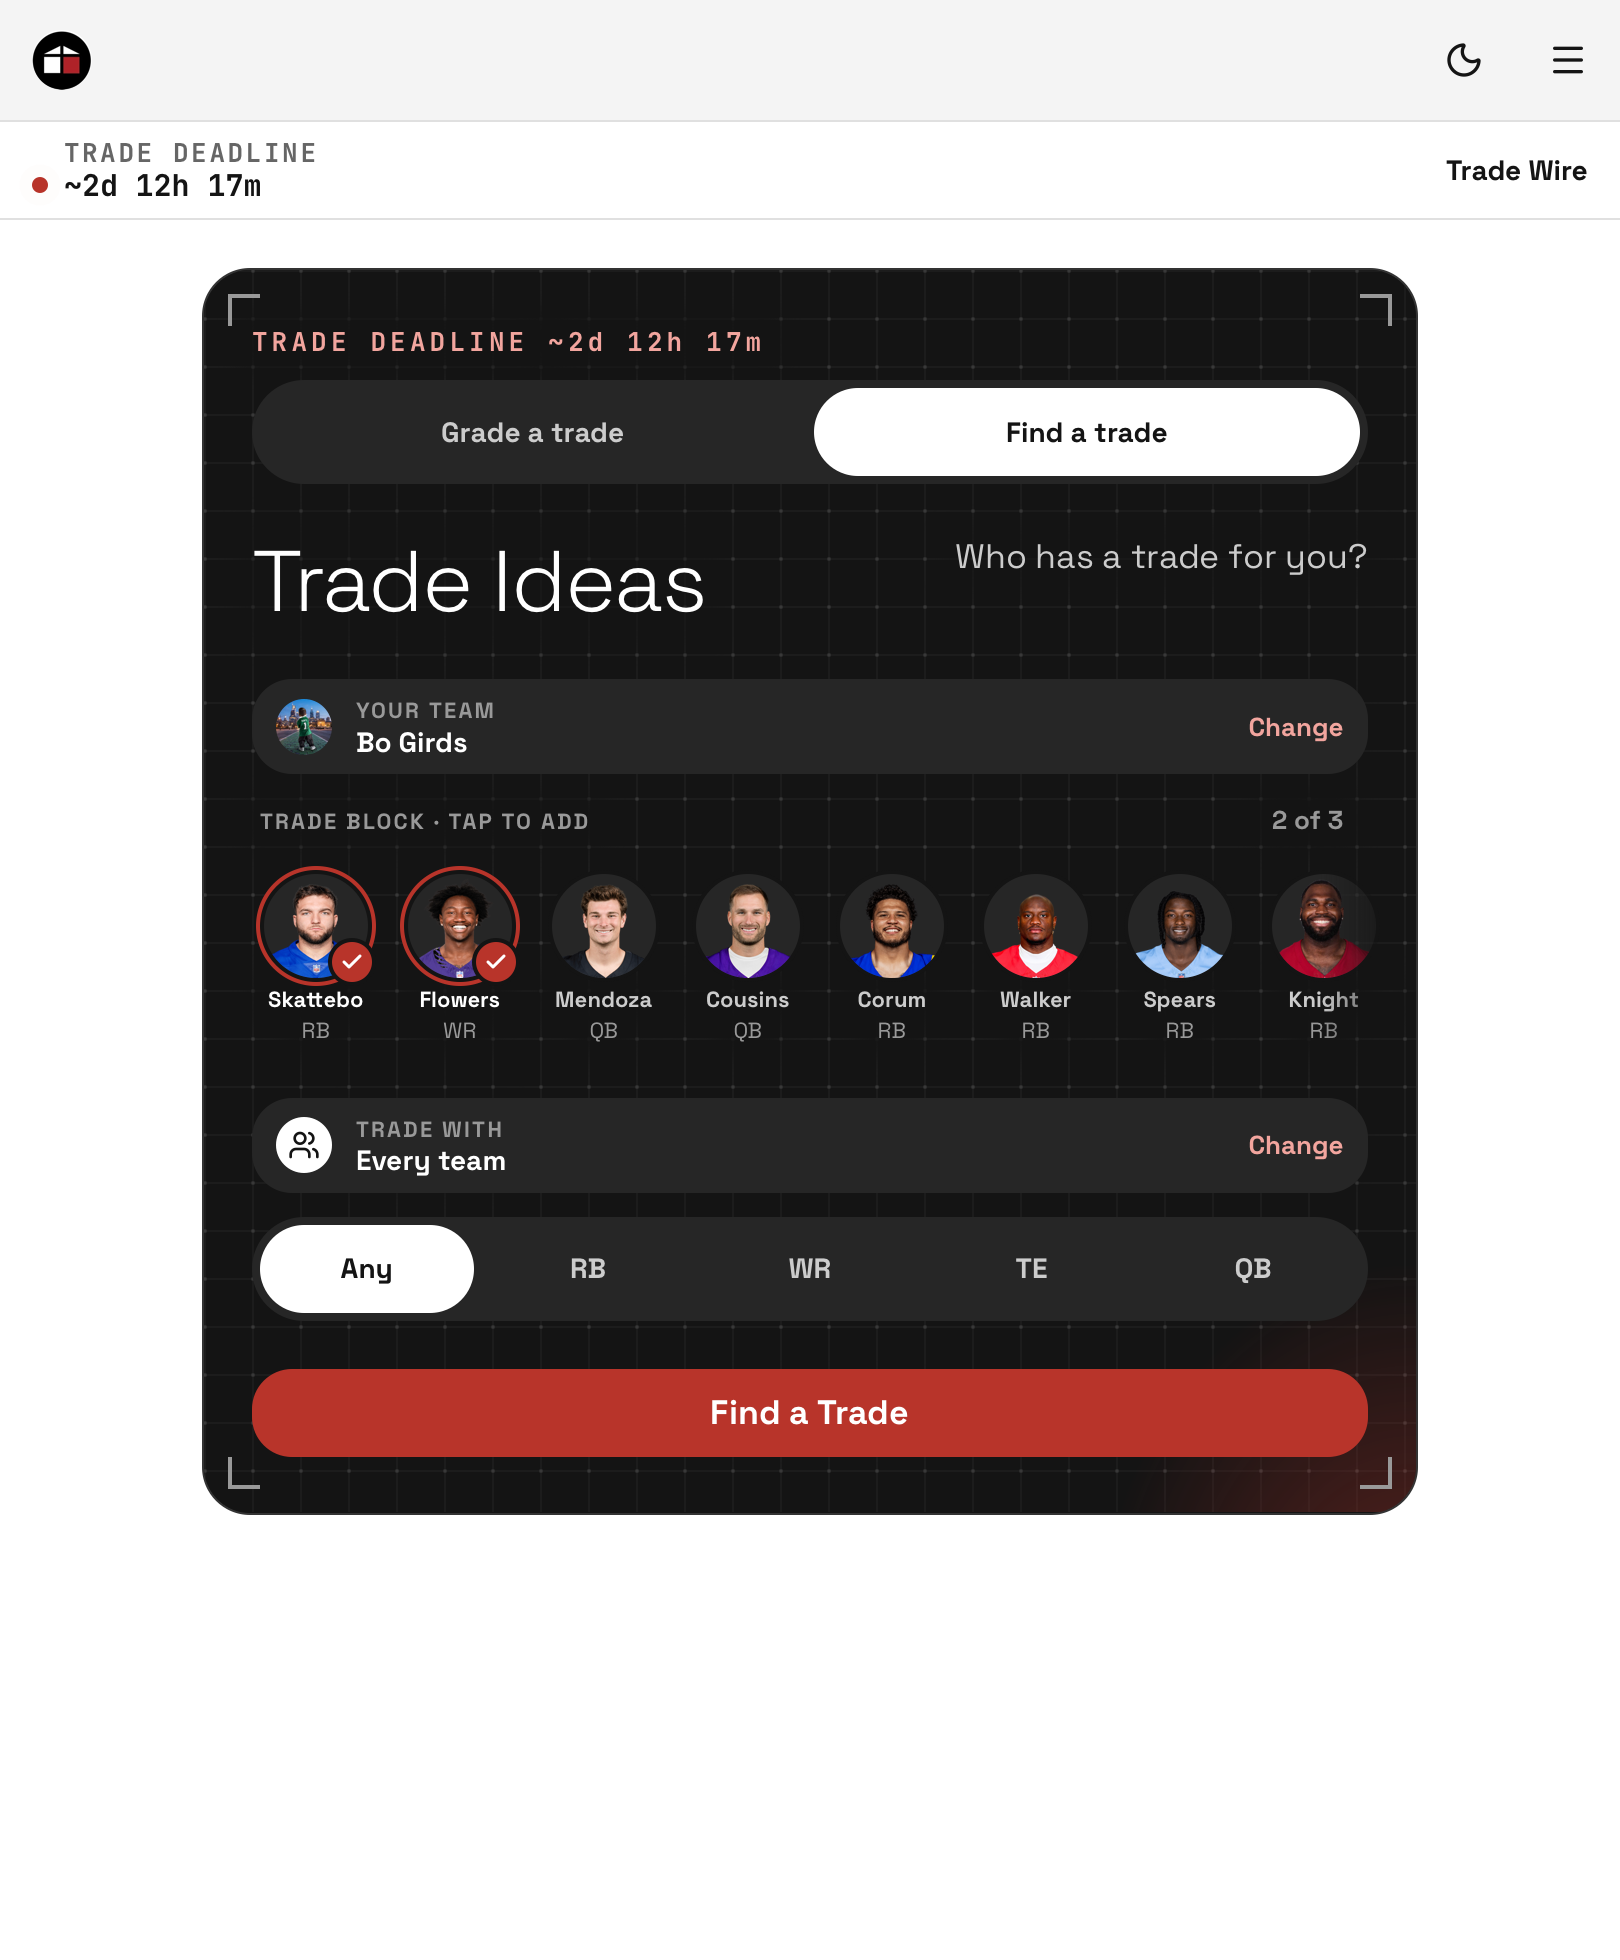 TRADE DEADLINE
~2d 12h 17m
Trade Wire
TRADE DEADLINE ~2d 12h 17m
Grade a trade
Find a trade
Trade Ideas
Who has a trade for you?
YOUR TEAM
Bo Girds
Change
TRADE BLOCK · TAP TO ADD
2 of 3
Skattebo
RB
Flowers
WR
Mendoza
QB
Cousins
QB
Corum
RB
Walker
RB
Spears
RB
Knight
RB
TRADE WITH
Every team
Change
Any
RB
WR
TE
QB
Find a Trade